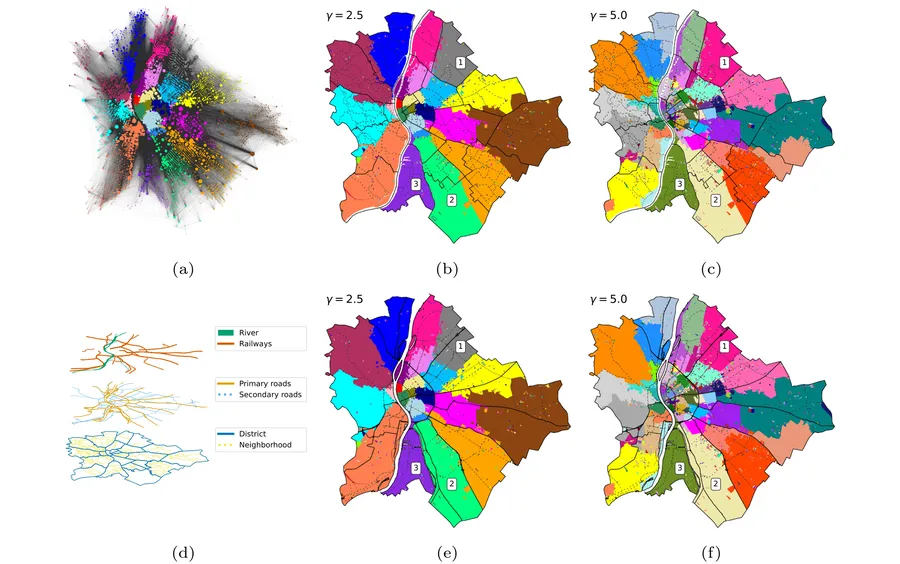 γ = 2.5
γ = 5.0
1
1
3
2
3
2
(a)
(b)
(c)
River
Railways
Primary roads
Secondary roads
District
Neighborhood
γ = 2.5
γ = 5.0
1
1
3
2
3
2
(d)
(e)
(f)